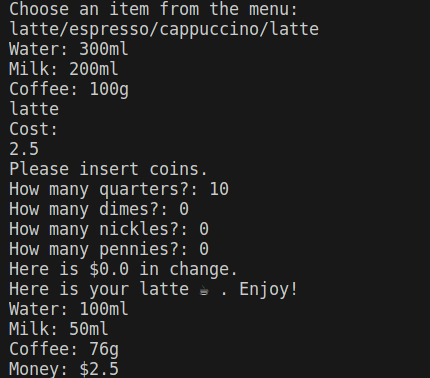 Choose an item from the menu:
latte/espresso/cappuccino/latte
Water: 300ml
Milk: 200ml
Coffee: 100g
latte
Cost:
2.5
Please insert coins.
How many quarters?: 10
How many dimes?: 0
How many nickles?: 0
How many pennies?: 0
Here is $0.0 in change.
Here is your latte ☕ . Enjoy!
Water: 100ml
Milk: 50ml
Coffee: 76g
Money: $2.5